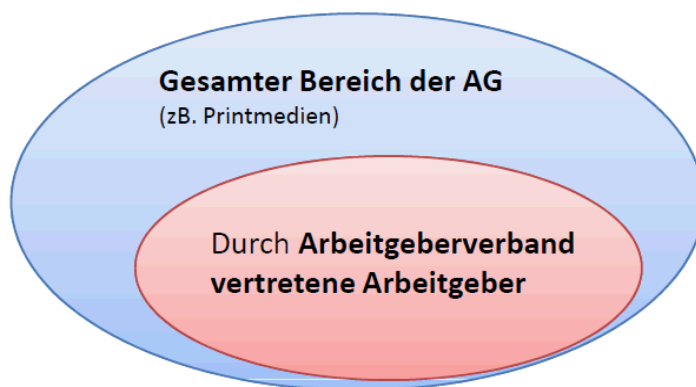 Gesamter Bereich der AG
(zB. Printmedien)
Durch Arbeitgeberverband
vertretene Arbeitgeber